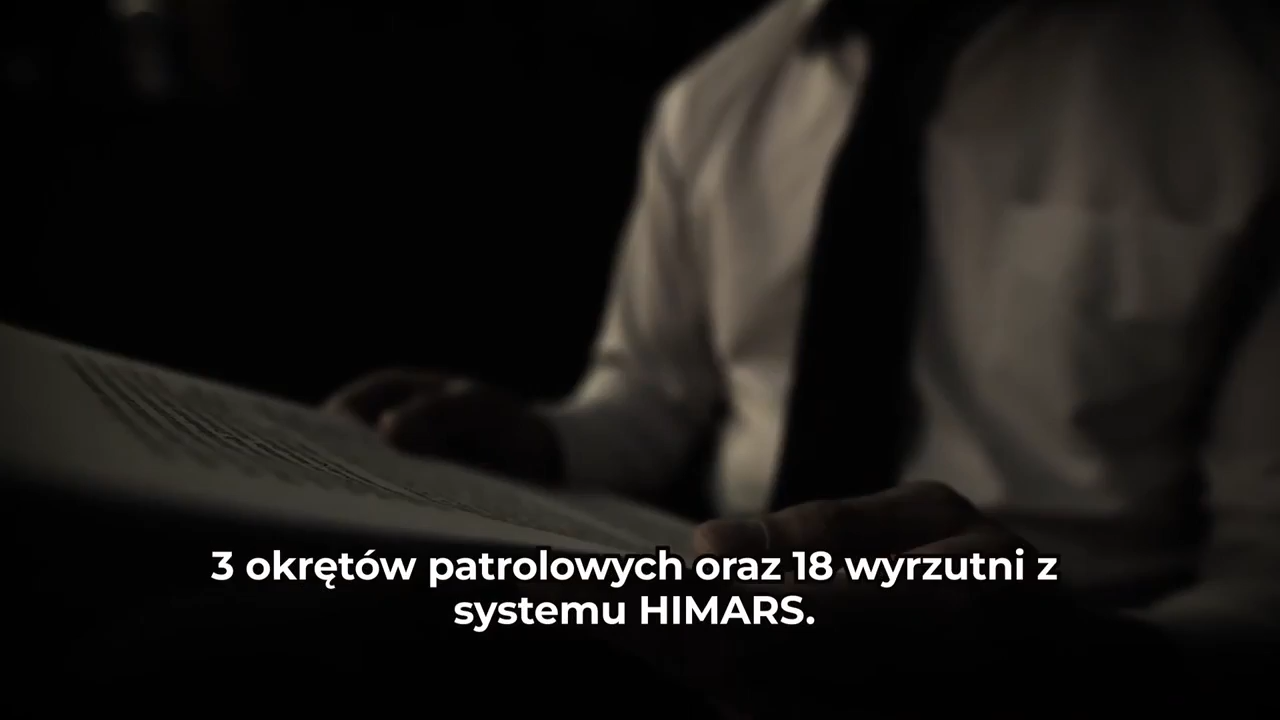 3 okrętów patrolowych oraz 18 wyrzutni z
systemu HIMARS.